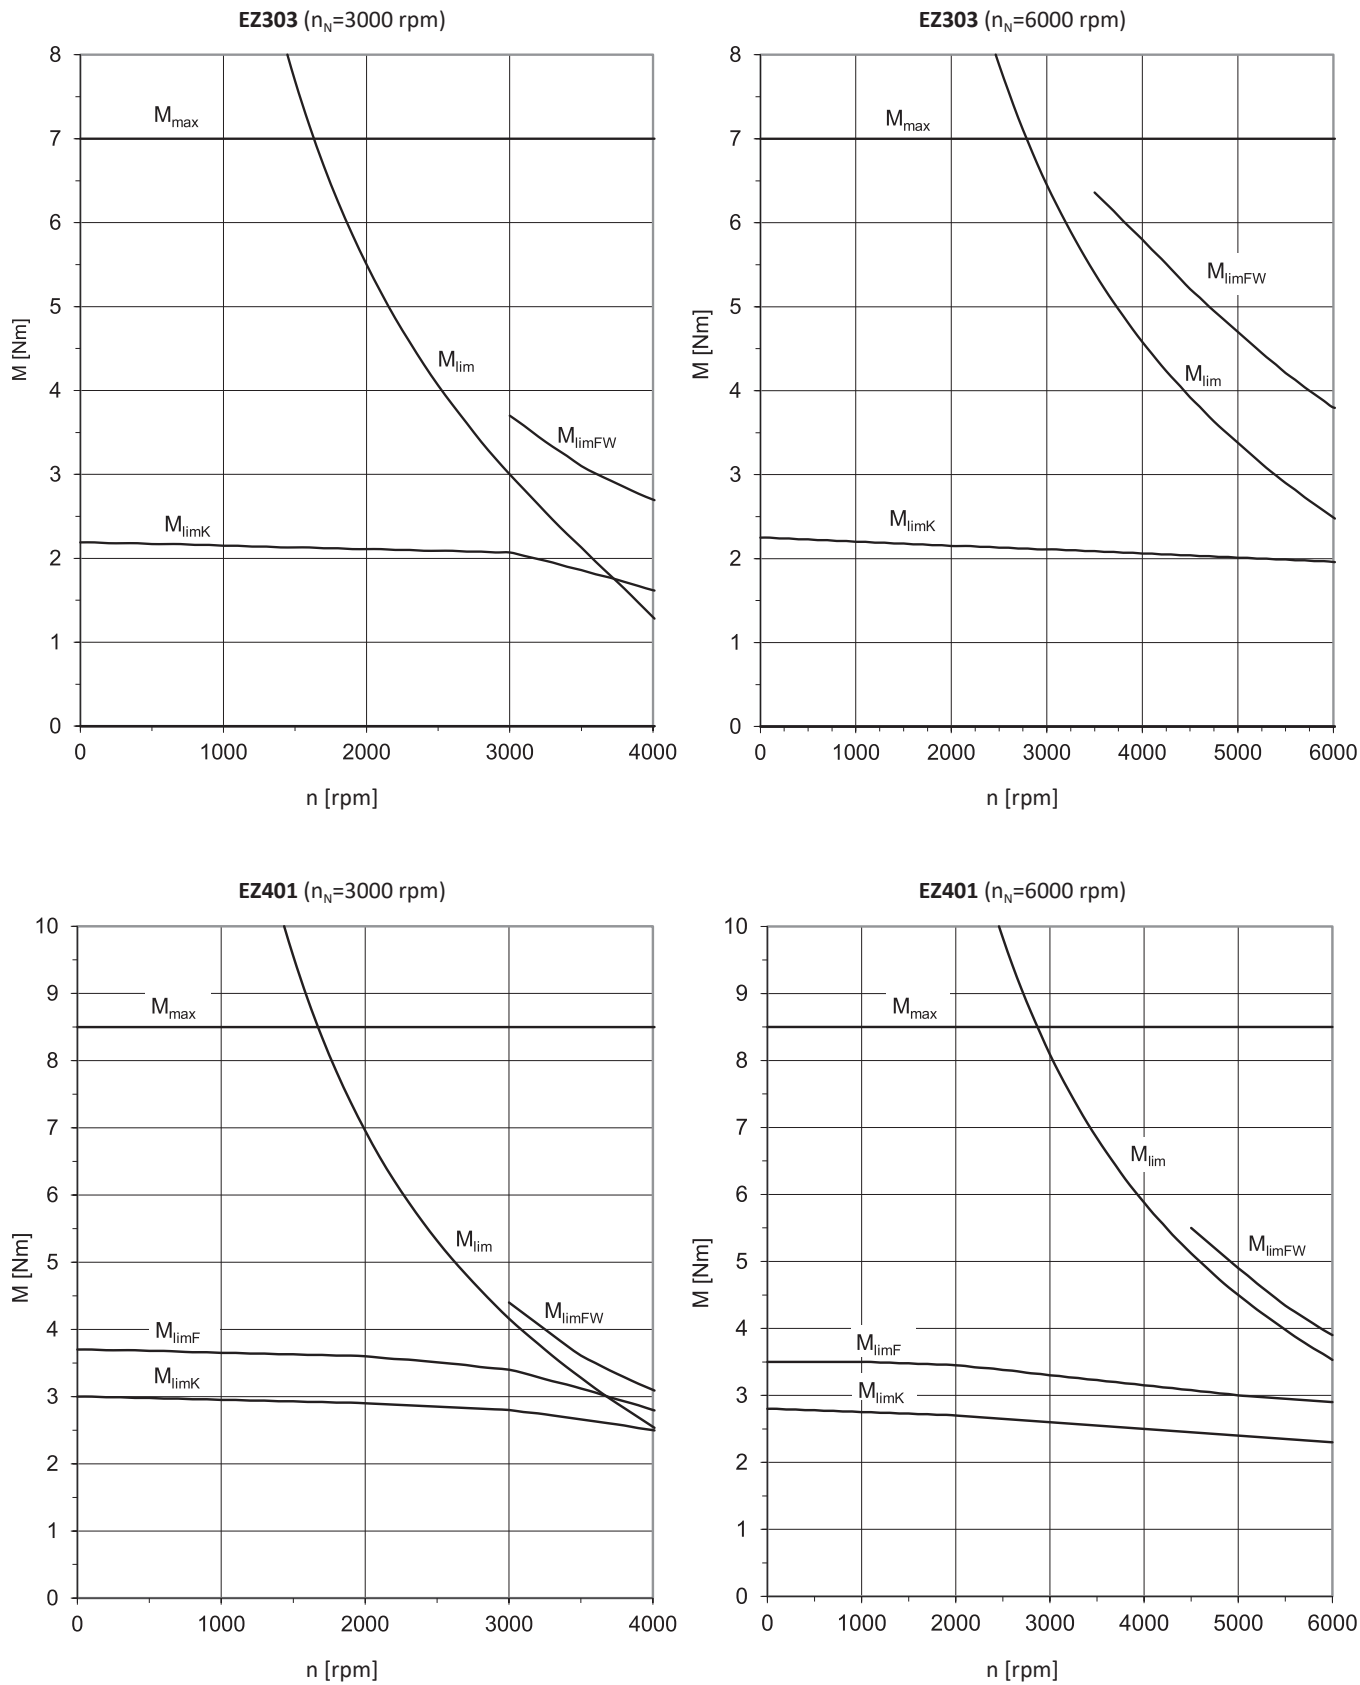 EZ303 (nN=3000 rpm)
8
7
6
5
4
3
2
1
0
M [Nm]
Mmax
Mlim
MlimFW
MlimK
0 1000 2000 3000 4000
n [rpm]
EZ303 (nN=6000 rpm)
8
7
6
5
4
3
2
1
0
M [Nm]
Mmax
MlimFW
Mlim
MlimK
0 1000 2000 3000 4000 5000 6000
n [rpm]
EZ401 (nN=3000 rpm)
10
9
8
7
6
5
4
3
2
1
0
M [Nm]
Mmax
Mlim
MlimFW
MlimF
MlimK
0 1000 2000 3000 4000
n [rpm]
EZ401 (nN=6000 rpm)
10
9
8
7
6
5
4
3
2
1
0
M [Nm]
Mmax
Mlim
MlimFW
MlimF
MlimK
0 1000 2000 3000 4000 5000 6000
n [rpm]